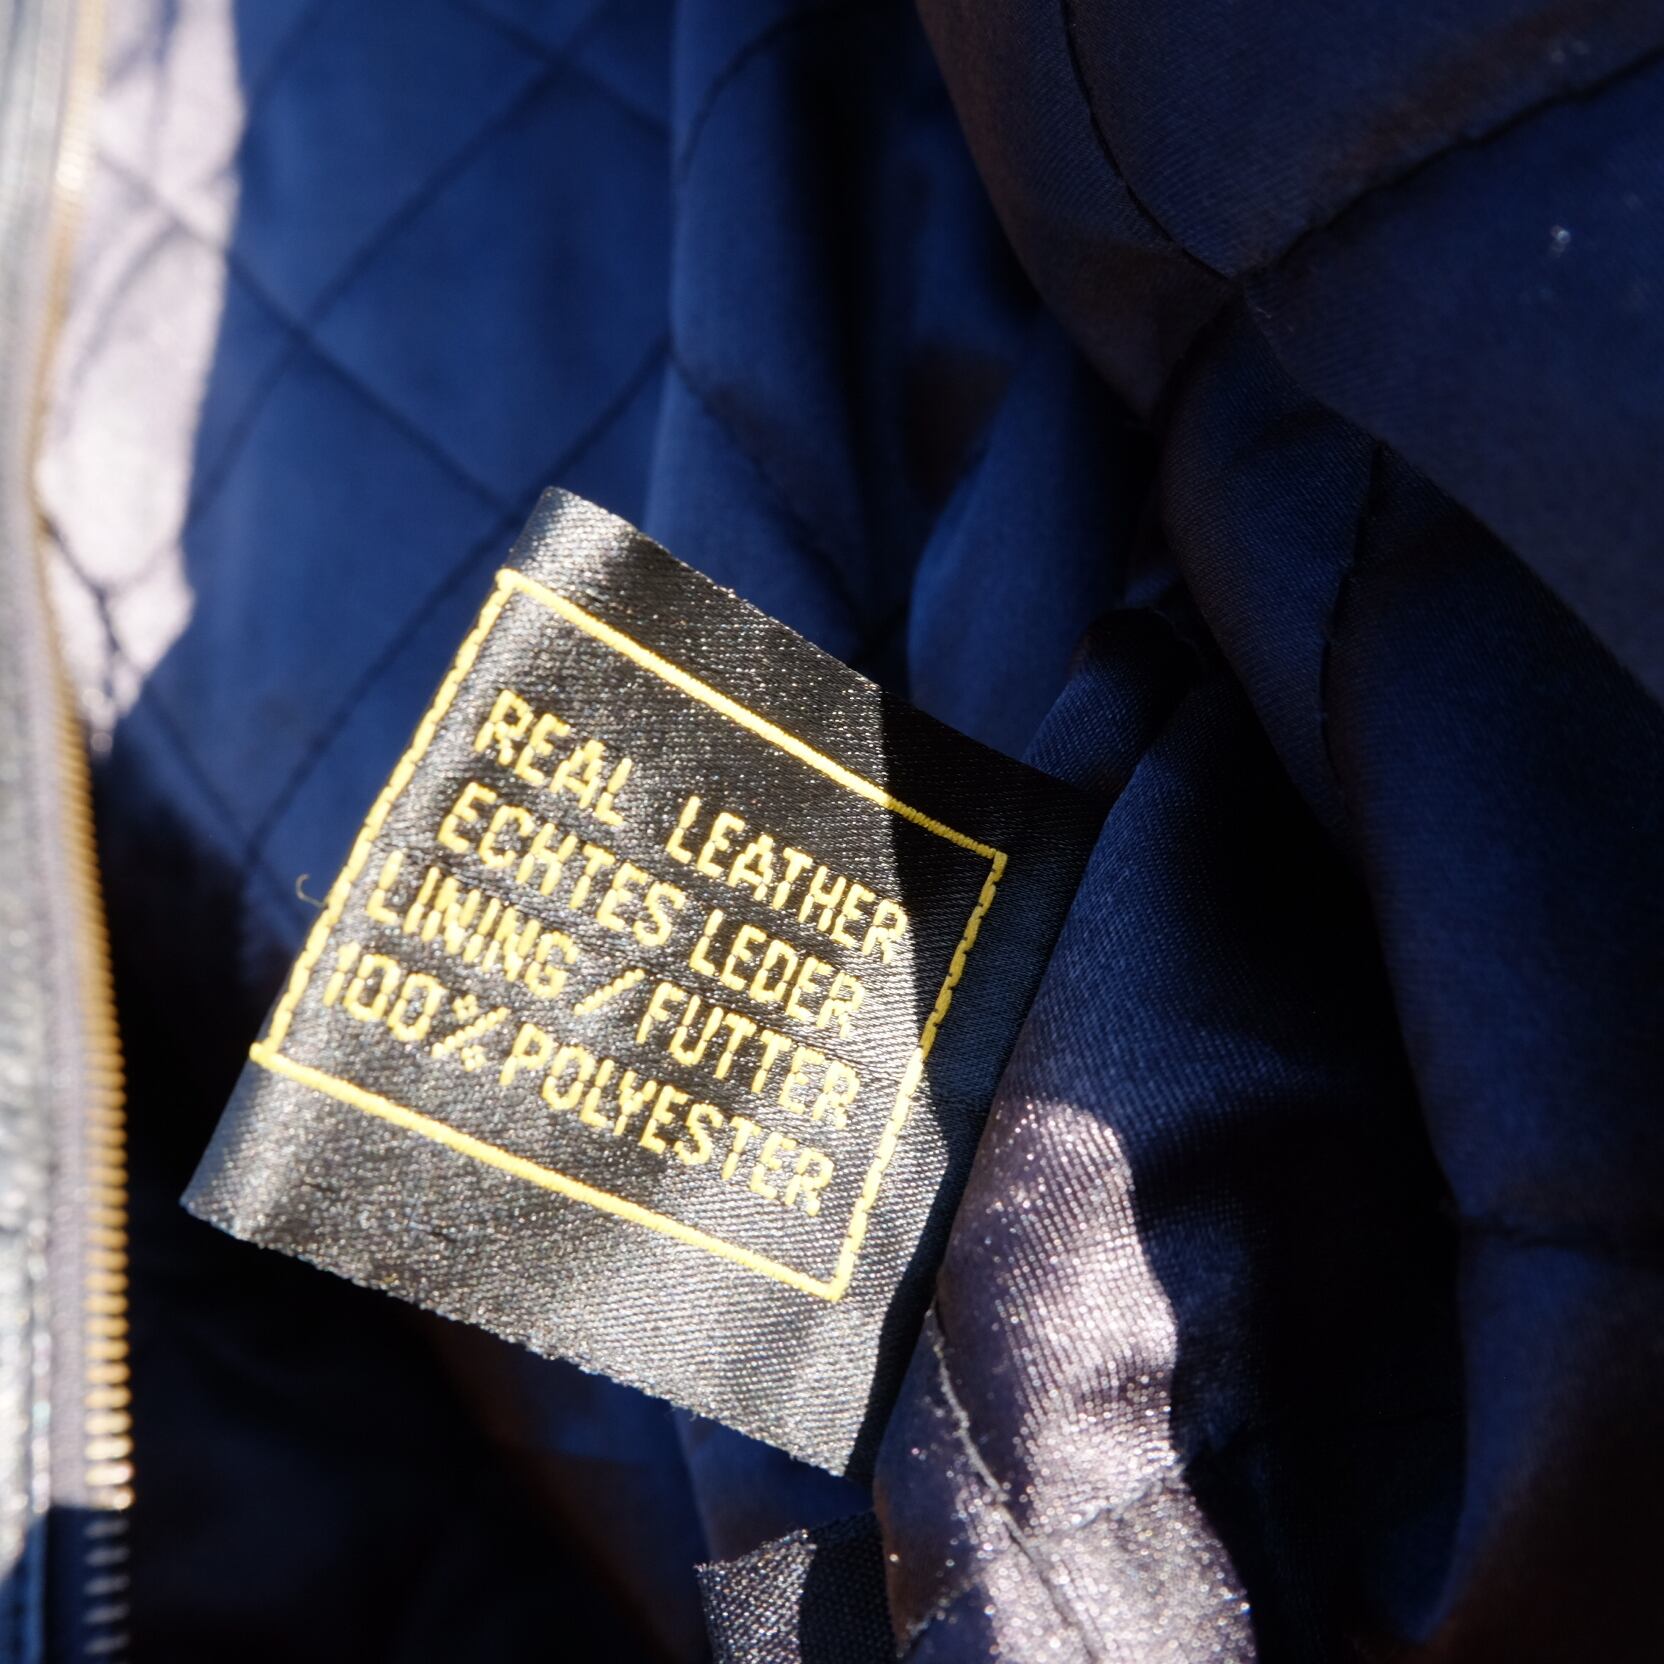 REAL LEATHER
ECHTES LEDER
LINING / FUTTER
100% POLYESTER